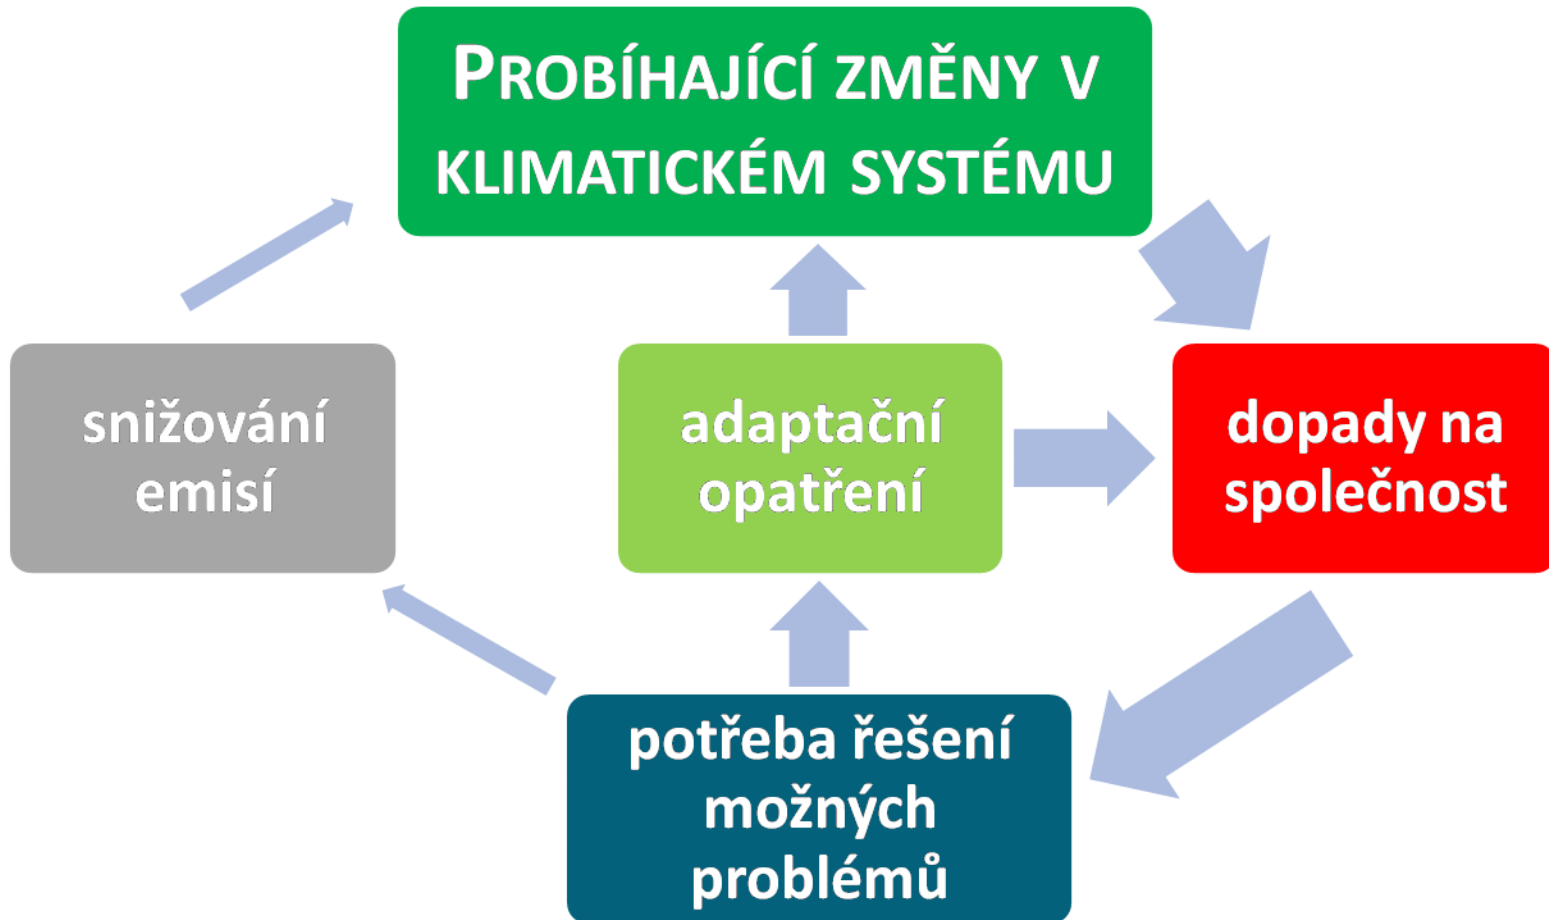 PROBÍHAJÍCÍ ZMĚNY V
KLIMATICKÉM SYSTÉMU
snižování
emisí
adaptační
opatření
dopady na
společnost
potřeba řešení
možných
problémů